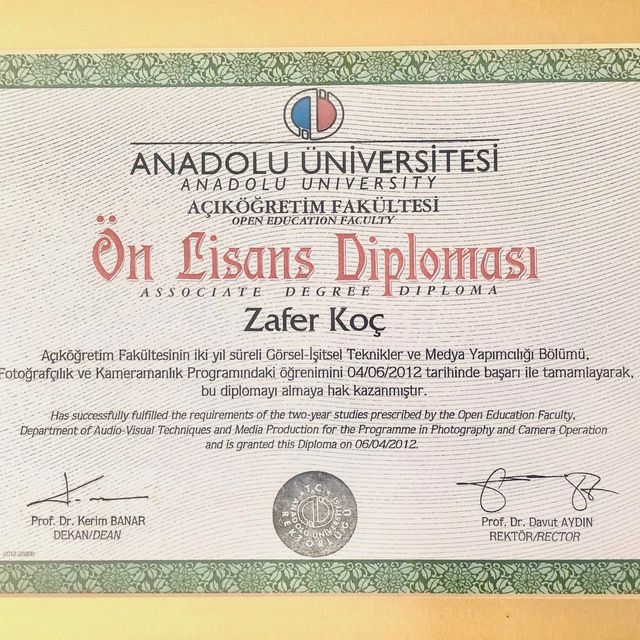 ANADOLU ÜNİVERSİTESİ
ANADOLU UNIVERSITY
AÇIKÖĞRETİM FAKÜLTESİ
OPEN EDUCATION FACULTY
Ön Lisans Diploması
ASSOCIATE DEGREE DIPLOMA
Zafer Koç
Açıköğretim Fakültesinin iki yıl süreli Görsel-İşitsel Teknikler ve Medya Yapımcılığı Bölümü,
Fotoğrafçılık ve Kameramanlık Programındaki öğrenimini 04/06/2012 tarihinde başarı ile tamamlayarak,
bu diplomayı almaya hak kazanmıştır.
Has successfully fulfilled the requirements of the two-year studies prescribed by the Open Education Faculty,
Department of Audio-Visual Techniques and Media Production for the Programme in Photography and Camera Operation
and is granted this Diploma on 06/04/2012.
Prof. Dr. Kerim BANAR
DEKAN/DEAN
Prof. Dr. Davut AYDIN
REKTÖR/RECTOR